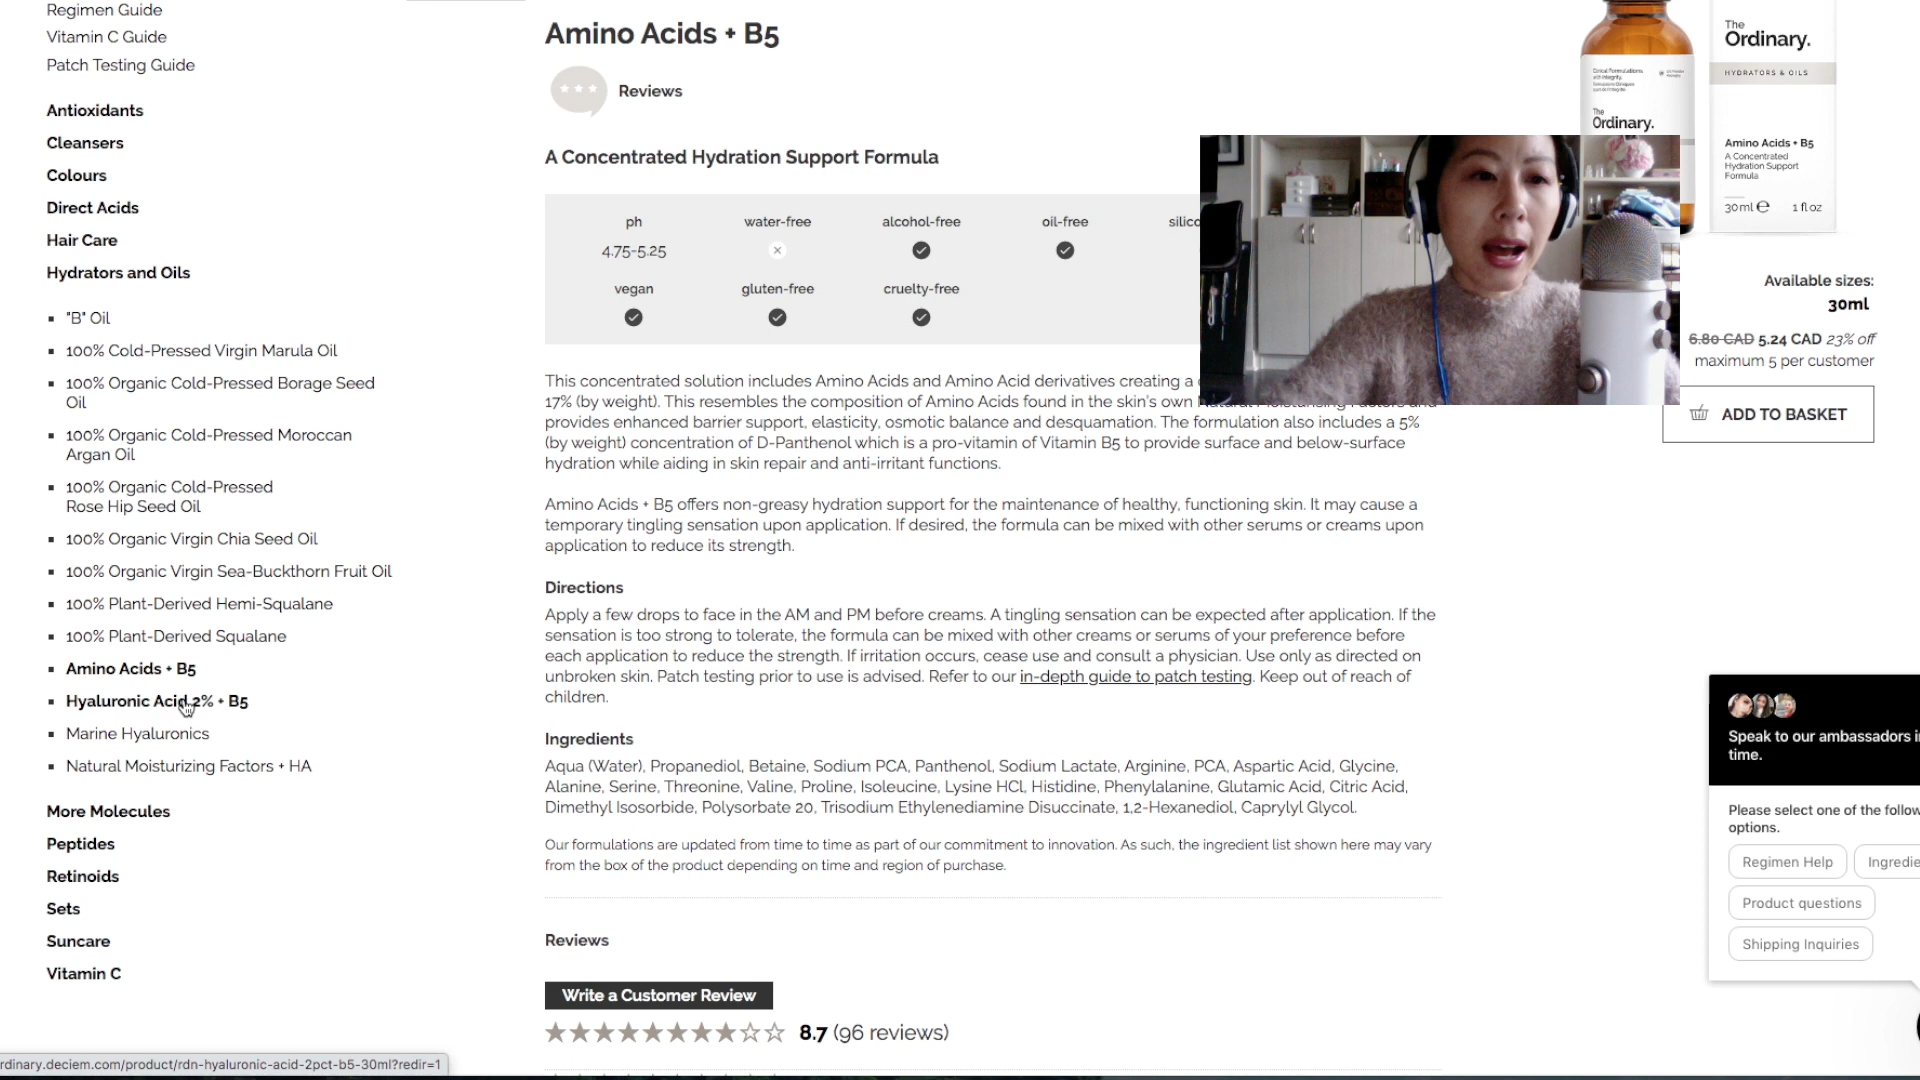 Regimen Guide
Vitamin C Guide
Patch Testing Guide
Antioxidants
Cleansers
Colours
Direct Acids
Hair Care
Hydrators and Oils
"B" Oil
100% Cold-Pressed Virgin Marula Oil
100% Organic Cold-Pressed Borage Seed
Oil
100% Organic Cold-Pressed Moroccan
Argan Oil
100% Organic Cold-Pressed
Rose Hip Seed Oil
100% Organic Virgin Chia Seed Oil
100% Organic Virgin Sea-Buckthorn Fruit Oil
100% Plant-Derived Hemi-Squalane
100% Plant-Derived Squalane
Amino Acids + B5
Hyaluronic Acid 2% + B5
Marine Hyaluronics
Natural Moisturizing Factors + HA
More Molecules
Peptides
Retinoids
Sets
Suncare
Vitamin C
rdinary.deciem.com/product/rdn-hyaluronic-acid-2pct-b5-30ml?redir=1
Amino Acids + B5
Reviews
A Concentrated Hydration Support Formula
ph water-free alcohol-free oil-free silico
4.75-5.25
vegan gluten-free cruelty-free
This concentrated solution includes Amino Acids and Amino Acid derivatives creating a
17% (by weight). This resembles the composition of Amino Acids found in the skin's own
provides enhanced barrier support, elasticity, osmotic balance and desquamation. The formulation also includes a 5%
(by weight) concentration of D-Panthenol which is a pro-vitamin of Vitamin B5 to provide surface and below-surface
hydration while aiding in skin repair and anti-irritant functions.
Amino Acids + B5 offers non-greasy hydration support for the maintenance of healthy, functioning skin. It may cause a
temporary tingling sensation upon application. If desired, the formula can be mixed with other serums or creams upon
application to reduce its strength.
Directions
Apply a few drops to face in the AM and PM before creams. A tingling sensation can be expected after application. If the
sensation is too strong to tolerate, the formula can be mixed with other creams or serums of your preference before
each application to reduce the strength. If irritation occurs, cease use and consult a physician. Use only as directed on
unbroken skin. Patch testing prior to use is advised. Refer to our in-depth guide to patch testing. Keep out of reach of
children.
Ingredients
Aqua (Water), Propanediol, Betaine, Sodium PCA, Panthenol, Sodium Lactate, Arginine, PCA, Aspartic Acid, Glycine,
Alanine, Serine, Threonine, Valine, Proline, Isoleucine, Lysine HCl, Histidine, Phenylalanine, Glutamic Acid, Citric Acid,
Dimethyl Isosorbide, Polysorbate 20, Trisodium Ethylenediamine Disuccinate, 1,2-Hexanediol, Caprylyl Glycol.
Our formulations are updated from time to time as part of our commitment to innovation. As such, the ingredient list shown here may vary
from the box of the product depending on time and region of purchase.
Reviews
Write a Customer Review
8.7 (96 reviews)
The
Ordinary.
The
Ordinary.
HYDRATORS & OILS
Amino Acids + B5
A Concentrated
Hydration Support
Formula
30ml e 1 fl oz
Available sizes:
30ml
6.80 CAD 5.24 CAD 23% off
maximum 5 per customer
ADD TO BASKET
Speak to our ambassadors i
time.
Please select one of the follow
options.
Regimen Help
Ingredie
Product questions
Shipping Inquiries